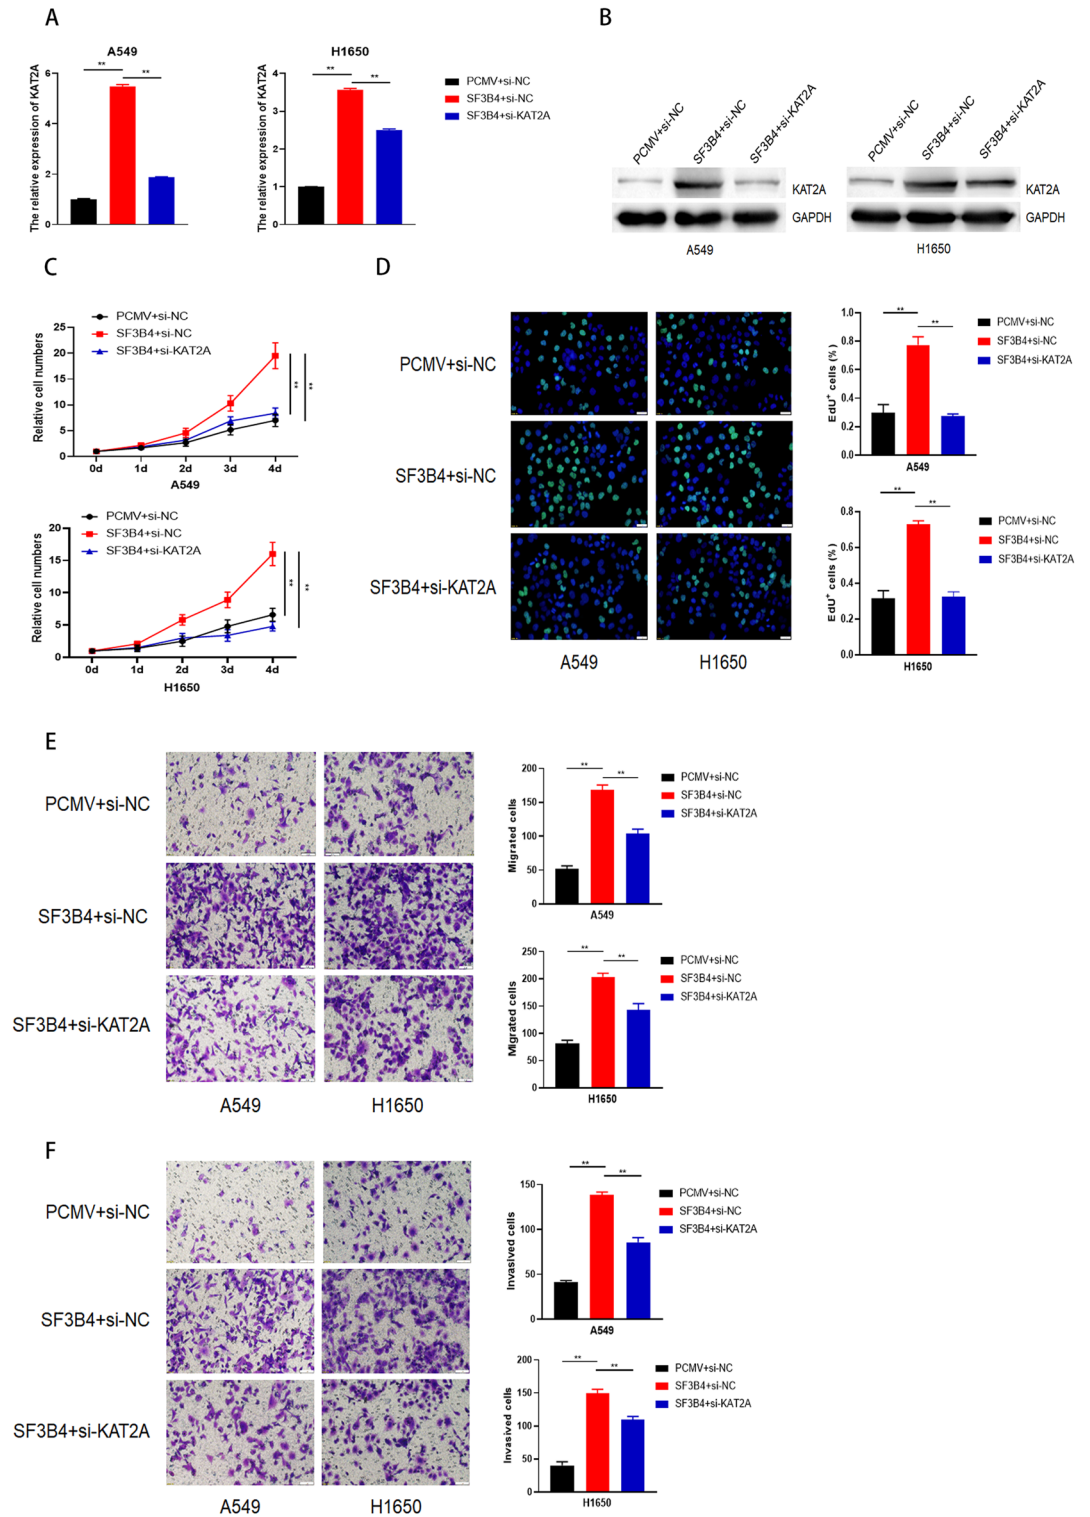 A
A549
The relative expression of KAT2A
6
4
2
0
**
**
H1650
The relative expression of KAT2A
4
3
2
1
0
**
**
PCMV+si-NC
SF3B4+si-NC
SF3B4+si-KAT2A
B
PCMV+si-NC
SF3B4+si-NC
SF3B4+si-KAT2A
KAT2A
GAPDH
A549
PCMV+si-NC
SF3B4+si-NC
SF3B4+si-KAT2A
KAT2A
GAPDH
H1650
C
PCMV+si-NC
SF3B4+si-NC
SF3B4+si-KAT2A
Relative cell numbers
25
20
15
10
5
0
0d 1d 2d 3d 4d
A549
**
**
PCMV+si-NC
SF3B4+si-NC
SF3B4+si-KAT2A
Relative cell numbers
20
15
10
5
0
0d 1d 2d 3d 4d
H1650
**
**
D
PCMV+si-NC
SF3B4+si-NC
SF3B4+si-KAT2A
A549
H1650
EdU+ cells (%)
1.0
0.8
0.6
0.4
0.2
0.0
**
**
A549
PCMV+si-NC
SF3B4+si-NC
SF3B4+si-KAT2A
EdU+ cells (%)
0.8
0.6
0.4
0.2
0.0
**
**
H1650
PCMV+si-NC
SF3B4+si-NC
SF3B4+si-KAT2A
E
PCMV+si-NC
SF3B4+si-NC
SF3B4+si-KAT2A
A549
H1650
Migrated cells
200
150
100
50
0
**
**
A549
PCMV+si-NC
SF3B4+si-NC
SF3B4+si-KAT2A
Migrated cells
250
200
150
100
50
0
**
**
H1650
PCMV+si-NC
SF3B4+si-NC
SF3B4+si-KAT2A
F
PCMV+si-NC
SF3B4+si-NC
SF3B4+si-KAT2A
A549
H1650
Invasived cells
150
100
50
0
**
**
A549
PCMV+si-NC
SF3B4+si-NC
SF3B4+si-KAT2A
Invasived cells
200
150
100
50
0
**
**
H1650
PCMV+si-NC
SF3B4+si-NC
SF3B4+si-KAT2A